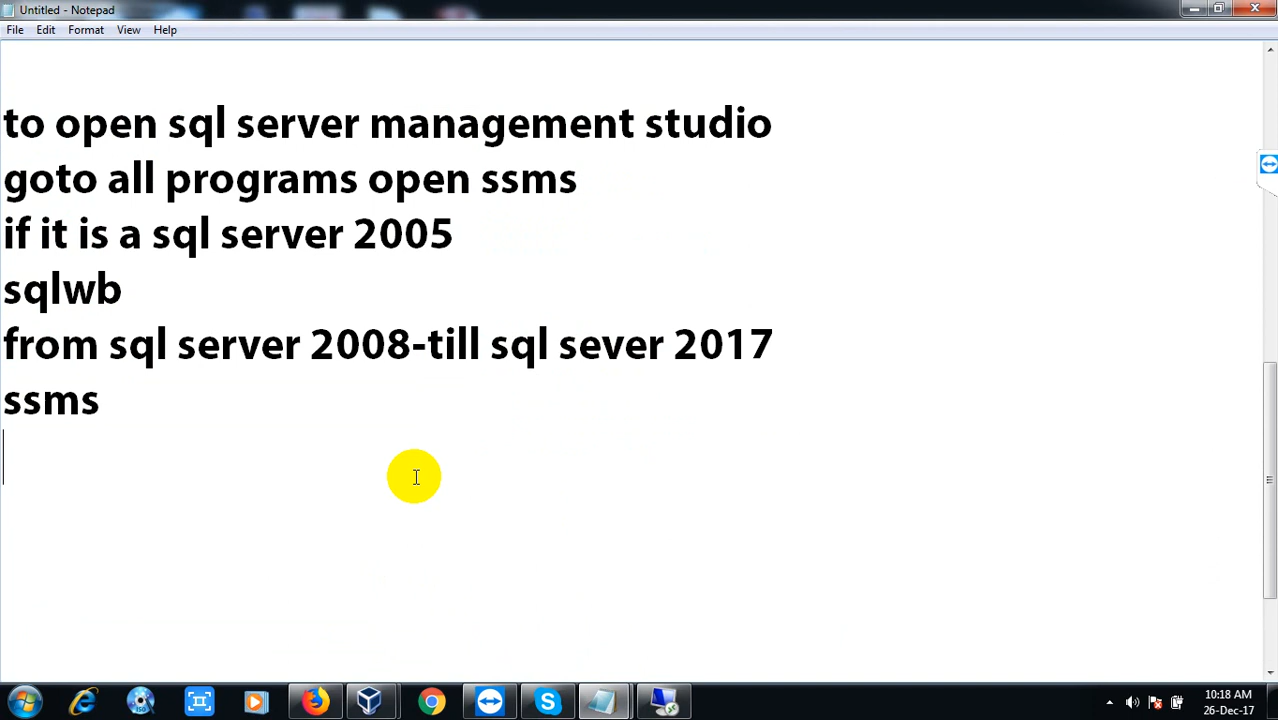 Untitled - Notepad
File Edit Format View Help
to open sql server management studio
goto all programs open ssms
if it is a sql server 2005
sqlwb
from sql server 2008-till sql sever 2017
ssms
10:18 AM
26-Dec-17